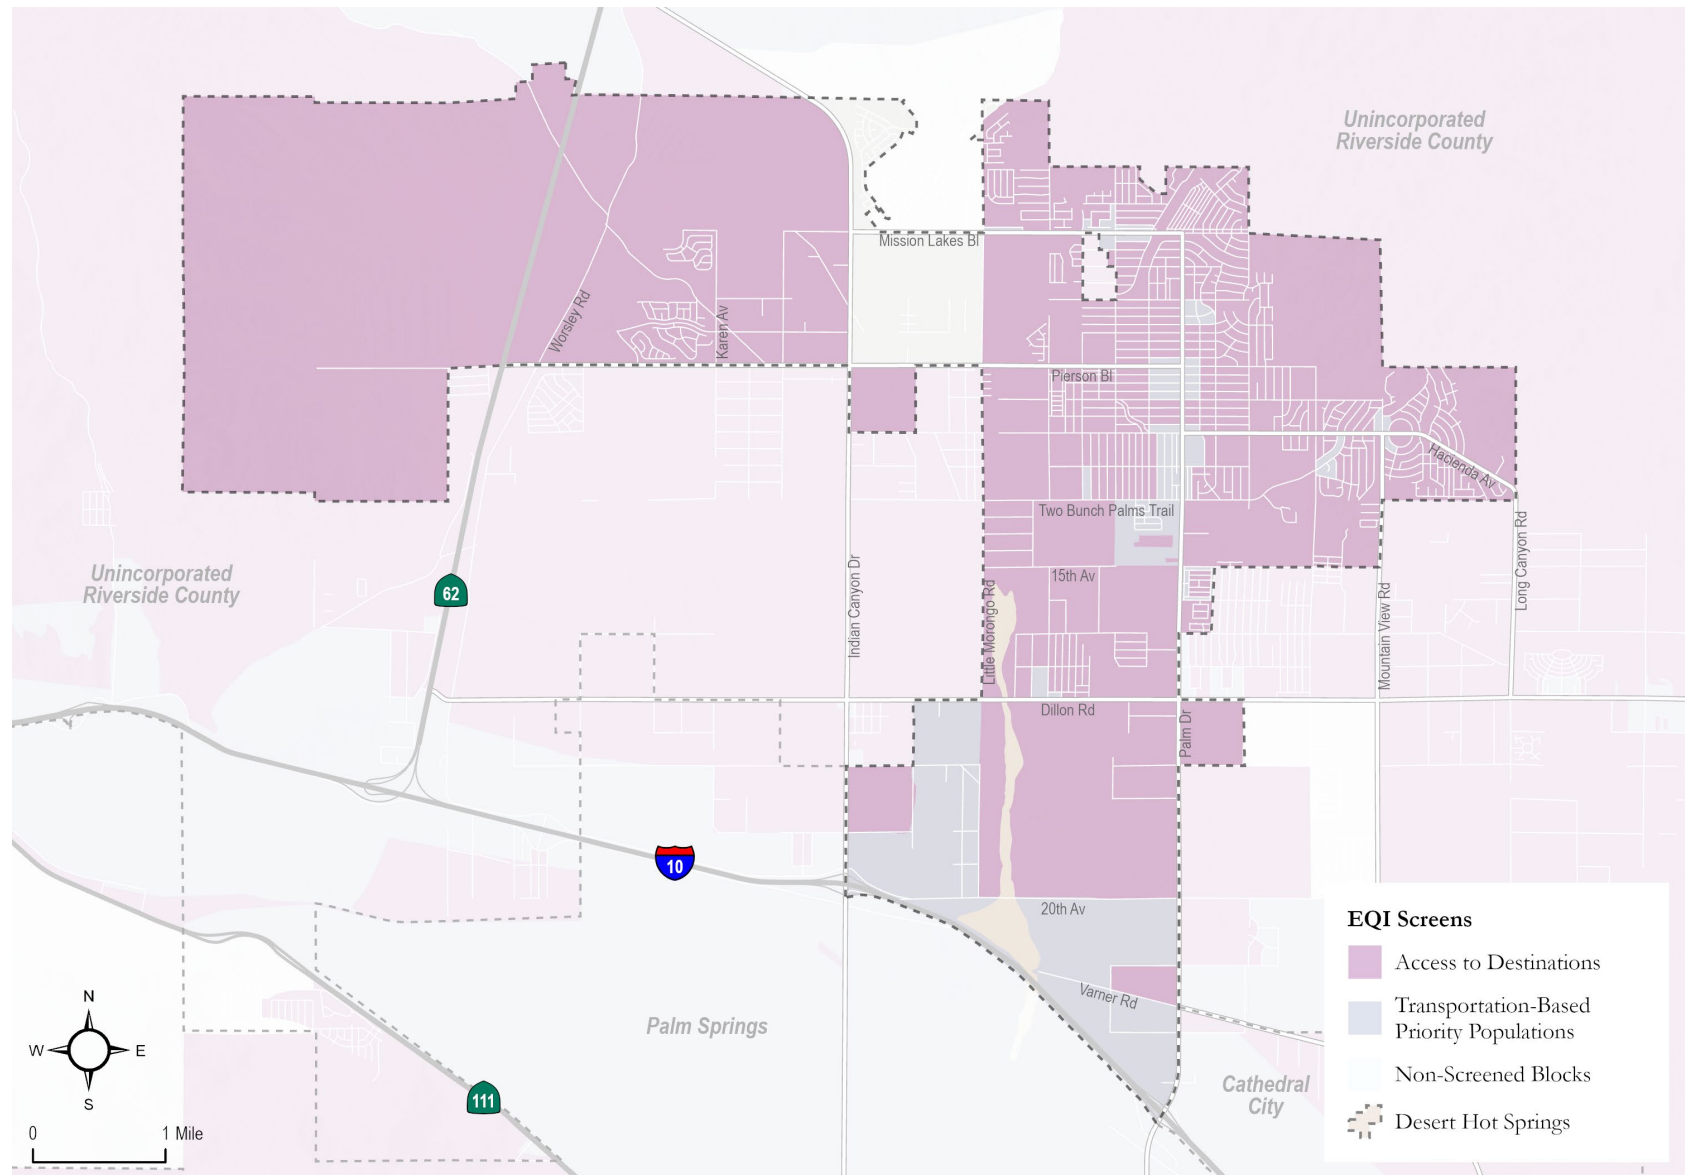 Unincorporated
Riverside County
Mission Lakes Bl
Worsley Rd
Karen Av
Pierson Bl
Hacienda Av
Two Bunch Palms Trail
Long Canyon Rd
Unincorporated
Riverside County
62
Indian Canyon Dr
15th Av
Little Morongo Rd
Mountain View Rd
Dillon Rd
Palm Dr
10
20th Av
Varner Rd
Palm Springs
Cathedral
City
111
N
W
E
S
0
1 Mile
EQI Screens
Access to Destinations
Transportation-Based
Priority Populations
Non-Screened Blocks
Desert Hot Springs